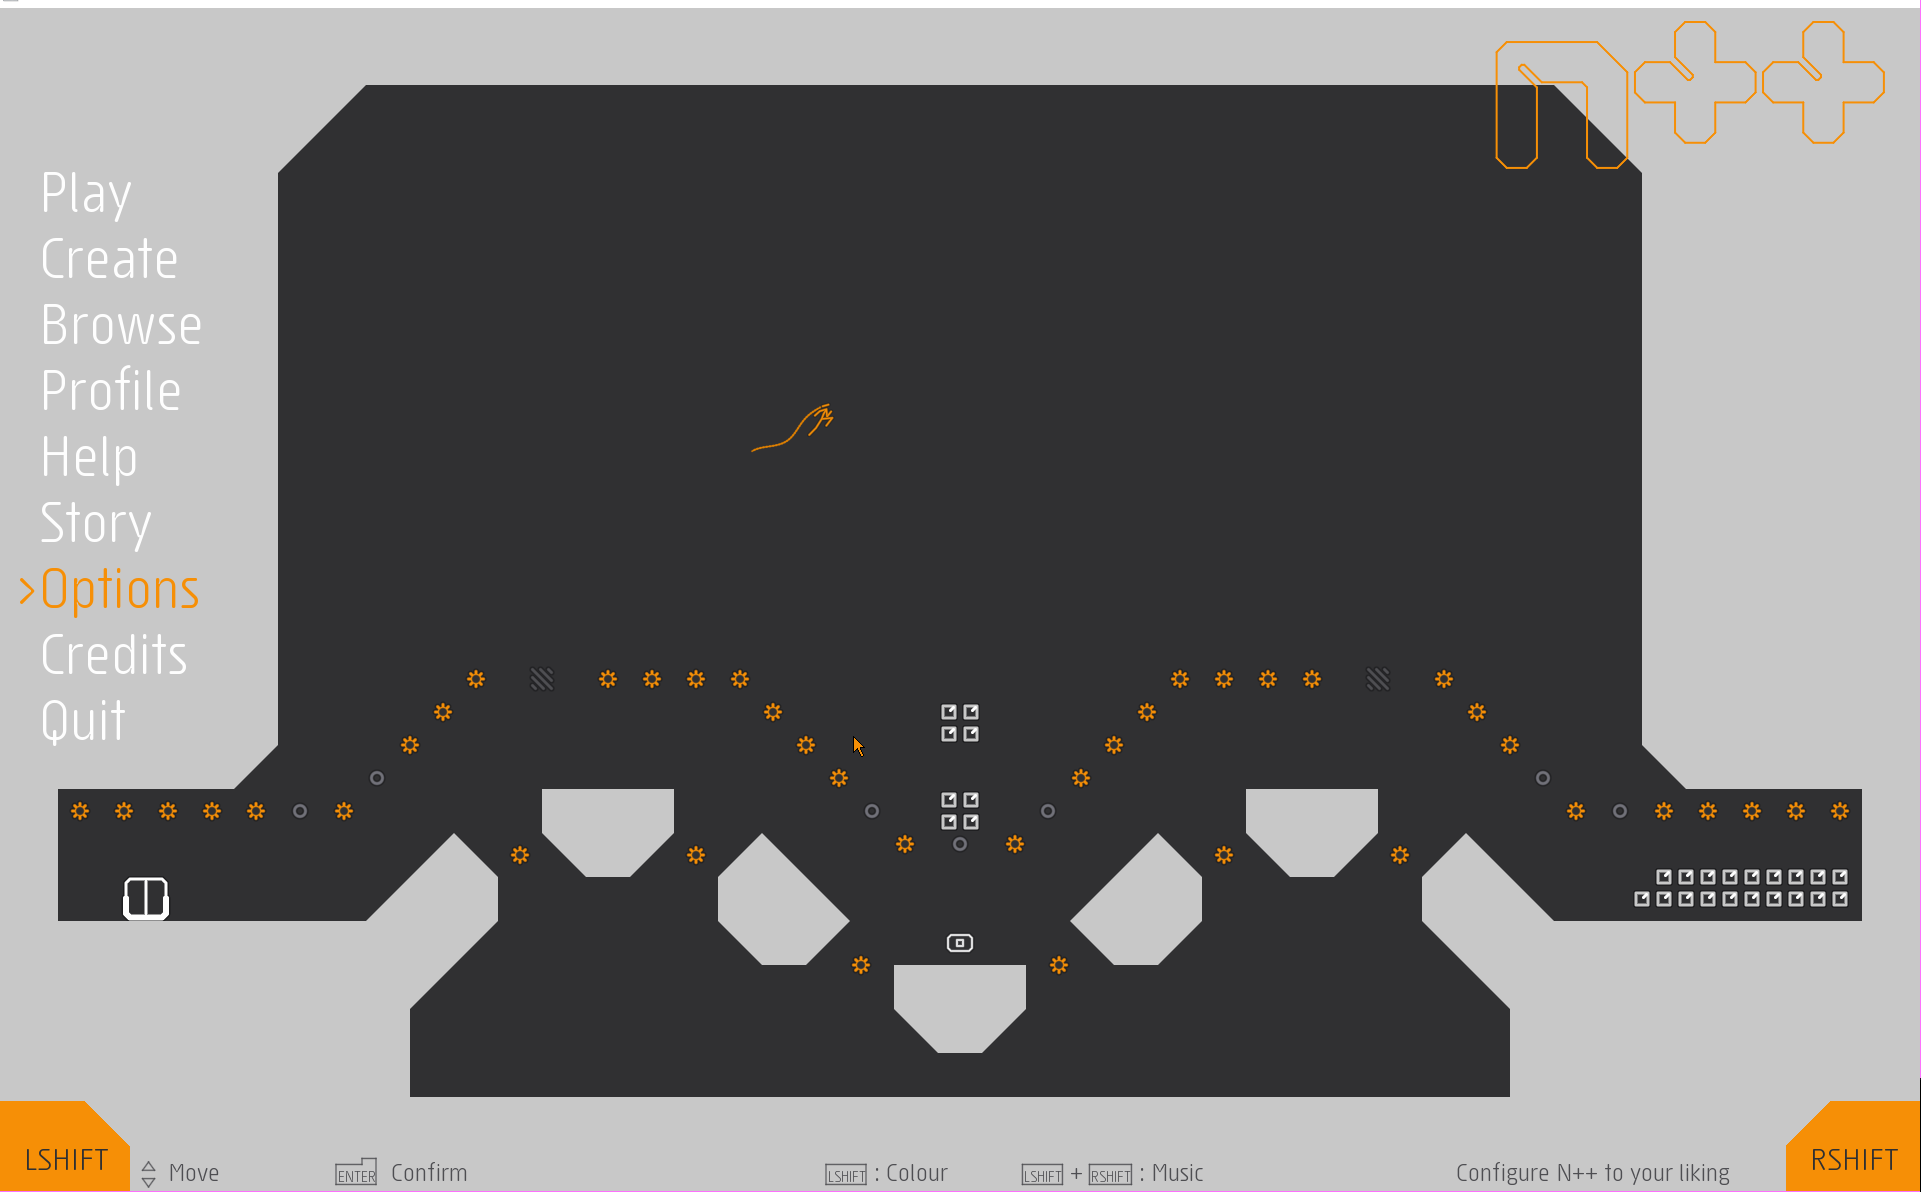 n++
Play
Create
Browse
Profile
Help
Story
>Options
Credits
Quit
LSHIFT
Move
ENTER Confirm
LSHIFT : Colour
LSHIFT + RSHIFT : Music
Configure N++ to your liking
RSHIFT